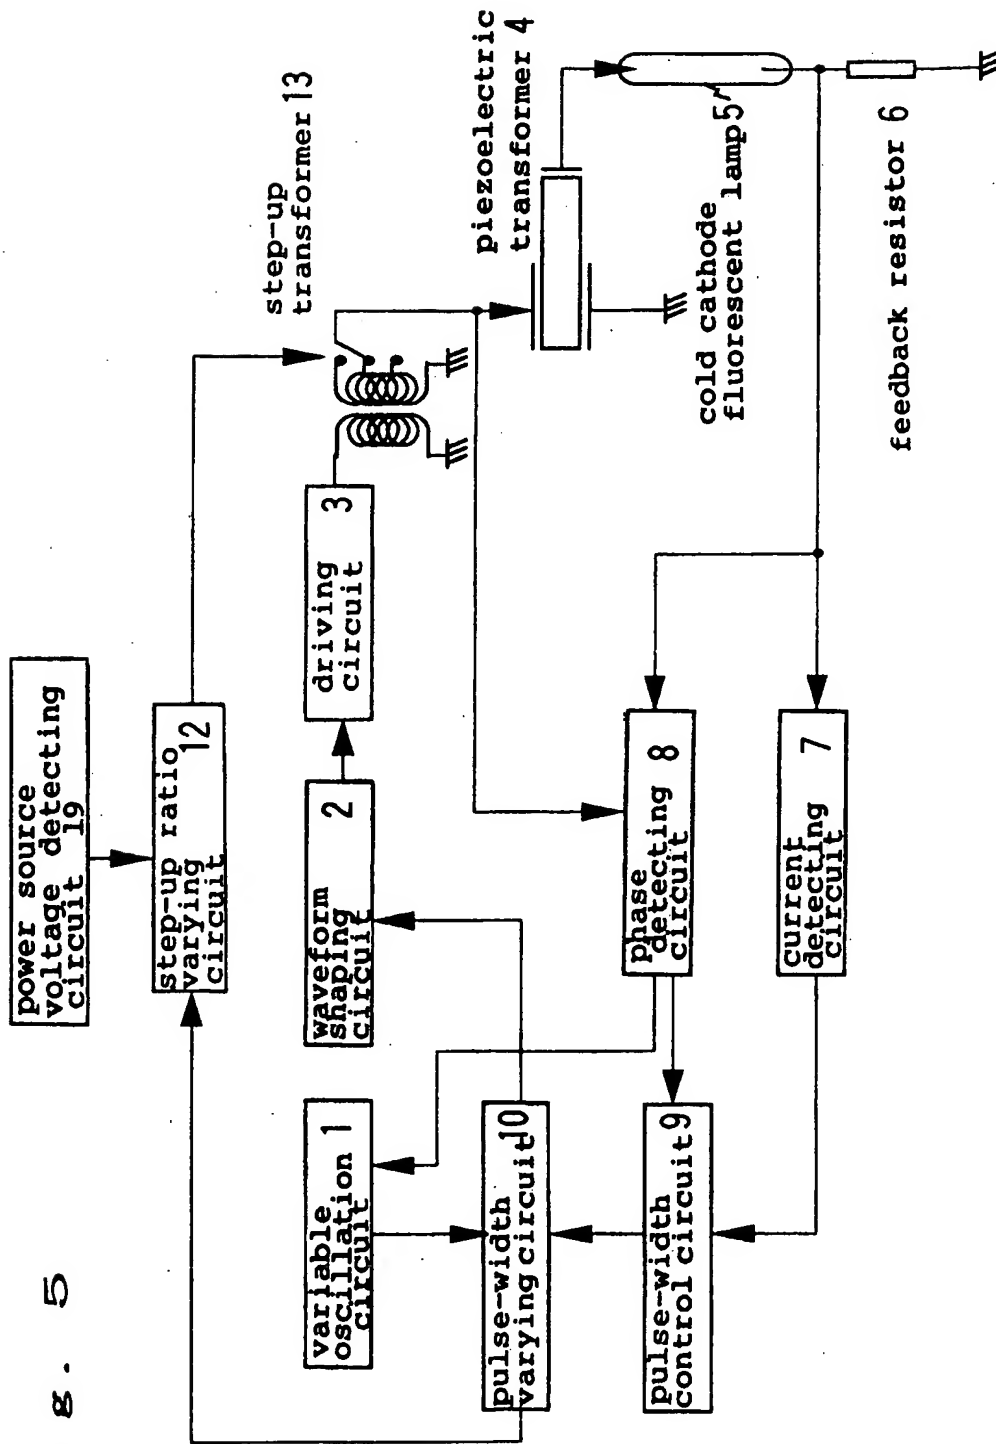 g. 5
power source
voltage detecting
circuit 19
step-up ratio
varying 12
circuit
step-up
transformer 13
piezoelectric
transformer 4
variable
oscillation 1
circuit
waveform
shaping 2
circuit
driving 3
circuit
cold cathode
fluorescent lamp 5
pulse-width
varying circuit 10
phase
detecting 8
circuit
feedback resistor 6
pulse-width
control circuit 9
current
detecting 7
circuit